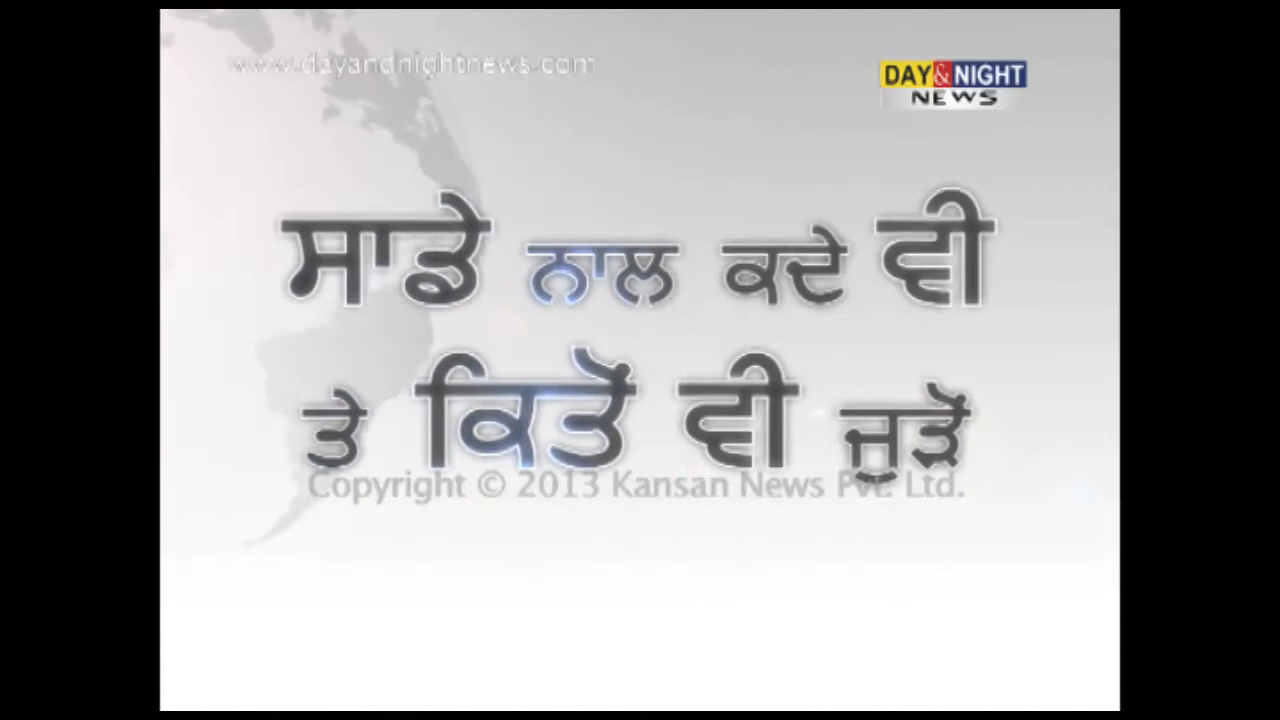 www.dayandnightnews.com
DAY&NIGHT
NEWS
ਸਾਡੇ ਨਾਲ ਕਦੇ ਵੀ
ਤੇ ਕਿਤੋਂ ਵੀ ਜੁੜੋਂ
Copyright © 2013 Kansan News Pvt. Ltd.